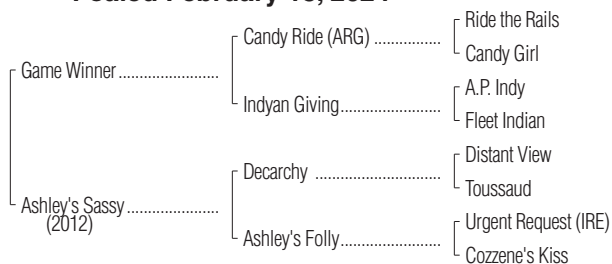 Foaled February 13, 2021
Ride the Rails
Candy Ride (ARG) ................
Candy Girl
Game Winner ........................
A.P. Indy
Indyan Giving........................
Fleet Indian
Distant View
Decarchy ..............................
Toussaud
Ashley's Sassy ......................
(2012)
Urgent Request (IRE)
Ashley's Folly........................
Cozzene's Kiss